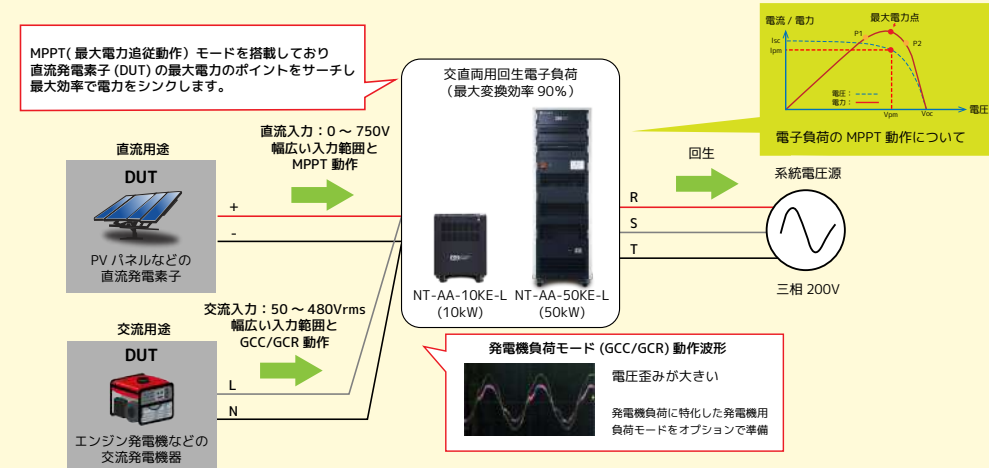 MPPT( 最大電力追従動作）モードを搭載しており
直流発電素子 (DUT) の最大電力のポイントをサーチし
最大効率で電力をシンクします。
直流用途
DUT
PV パネルなどの
直流発電素子
+
-
直流入力：0 ～ 750V
幅広い入力範囲と
MPPT 動作
交流用途
DUT
エンジン発電機などの
交流発電機器
L
N
交流入力：50 ～ 480Vrms
幅広い入力範囲と
GCC/GCR 動作
交直両用回生電子負荷
（最大変換効率 90%）
NT-AA-10KE-L
(10kW)
NT-AA-50KE-L
(50kW)
発電機負荷モード (GCC/GCR) 動作波形
電圧歪みが大きい
発電機負荷に特化した発電機用
負荷モードをオプションで準備
回生
R
S
T
系統電圧源
三相 200V
電流 / 電力
最大電力点
Isc
Ipm
P1
P2
電圧：
電力：
Vpm
Voc
電圧
電子負荷の MPPT 動作について